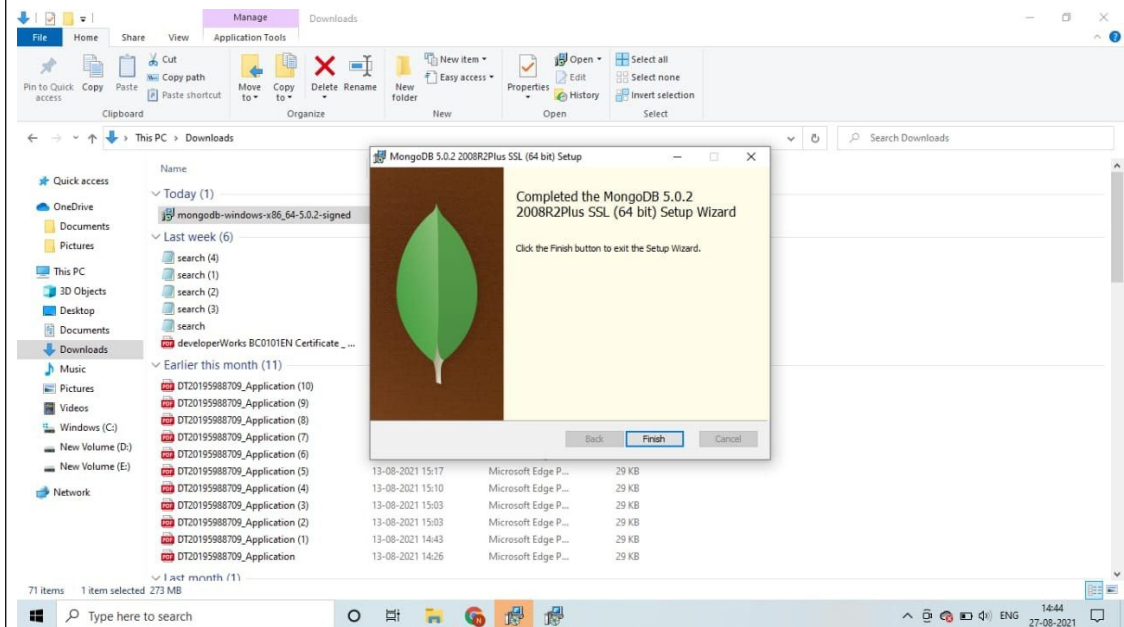 Manage Downloads
File Home Share View Application Tools
Pin to Quick access
Copy
Paste
Cut
Copy path
Paste shortcut
Clipboard
Move to
Copy to
Delete
Rename
Organize
New folder
New item
Easy access
New
Properties
Open
Edit
History
Open
Select all
Select none
Invert selection
Select
This PC > Downloads
Search Downloads
Quick access
OneDrive
Documents
Pictures
This PC
3D Objects
Desktop
Documents
Downloads
Music
Pictures
Videos
Windows (C:)
New Volume (D:)
New Volume (E:)
Network
Name
Today (1)
mongodb-windows-x86_64-5.0.2-signed
Last week (6)
search (4)
search (1)
search (2)
search (3)
search
developerWorks BC0101EN Certificate _ ...
Earlier this month (11)
DT20195988709_Application (10)
DT20195988709_Application (9)
DT20195988709_Application (8)
DT20195988709_Application (7)
DT20195988709_Application (6)
DT20195988709_Application (5) 13-08-2021 15:17 Microsoft Edge P... 29 KB
DT20195988709_Application (4) 13-08-2021 15:10 Microsoft Edge P... 29 KB
DT20195988709_Application (3) 13-08-2021 15:03 Microsoft Edge P... 29 KB
DT20195988709_Application (2) 13-08-2021 15:03 Microsoft Edge P... 29 KB
DT20195988709_Application (1) 13-08-2021 14:43 Microsoft Edge P... 29 KB
DT20195988709_Application 13-08-2021 14:26 Microsoft Edge P... 29 KB
Last month (1)
MongoDB 5.0.2 2008R2Plus SSL (64 bit) Setup
Completed the MongoDB 5.0.2
2008R2Plus SSL (64 bit) Setup Wizard
Click the Finish button to exit the Setup Wizard.
Back Finish Cancel
71 items 1 item selected 273 MB
Type here to search
ENG
14:44
27-08-2021